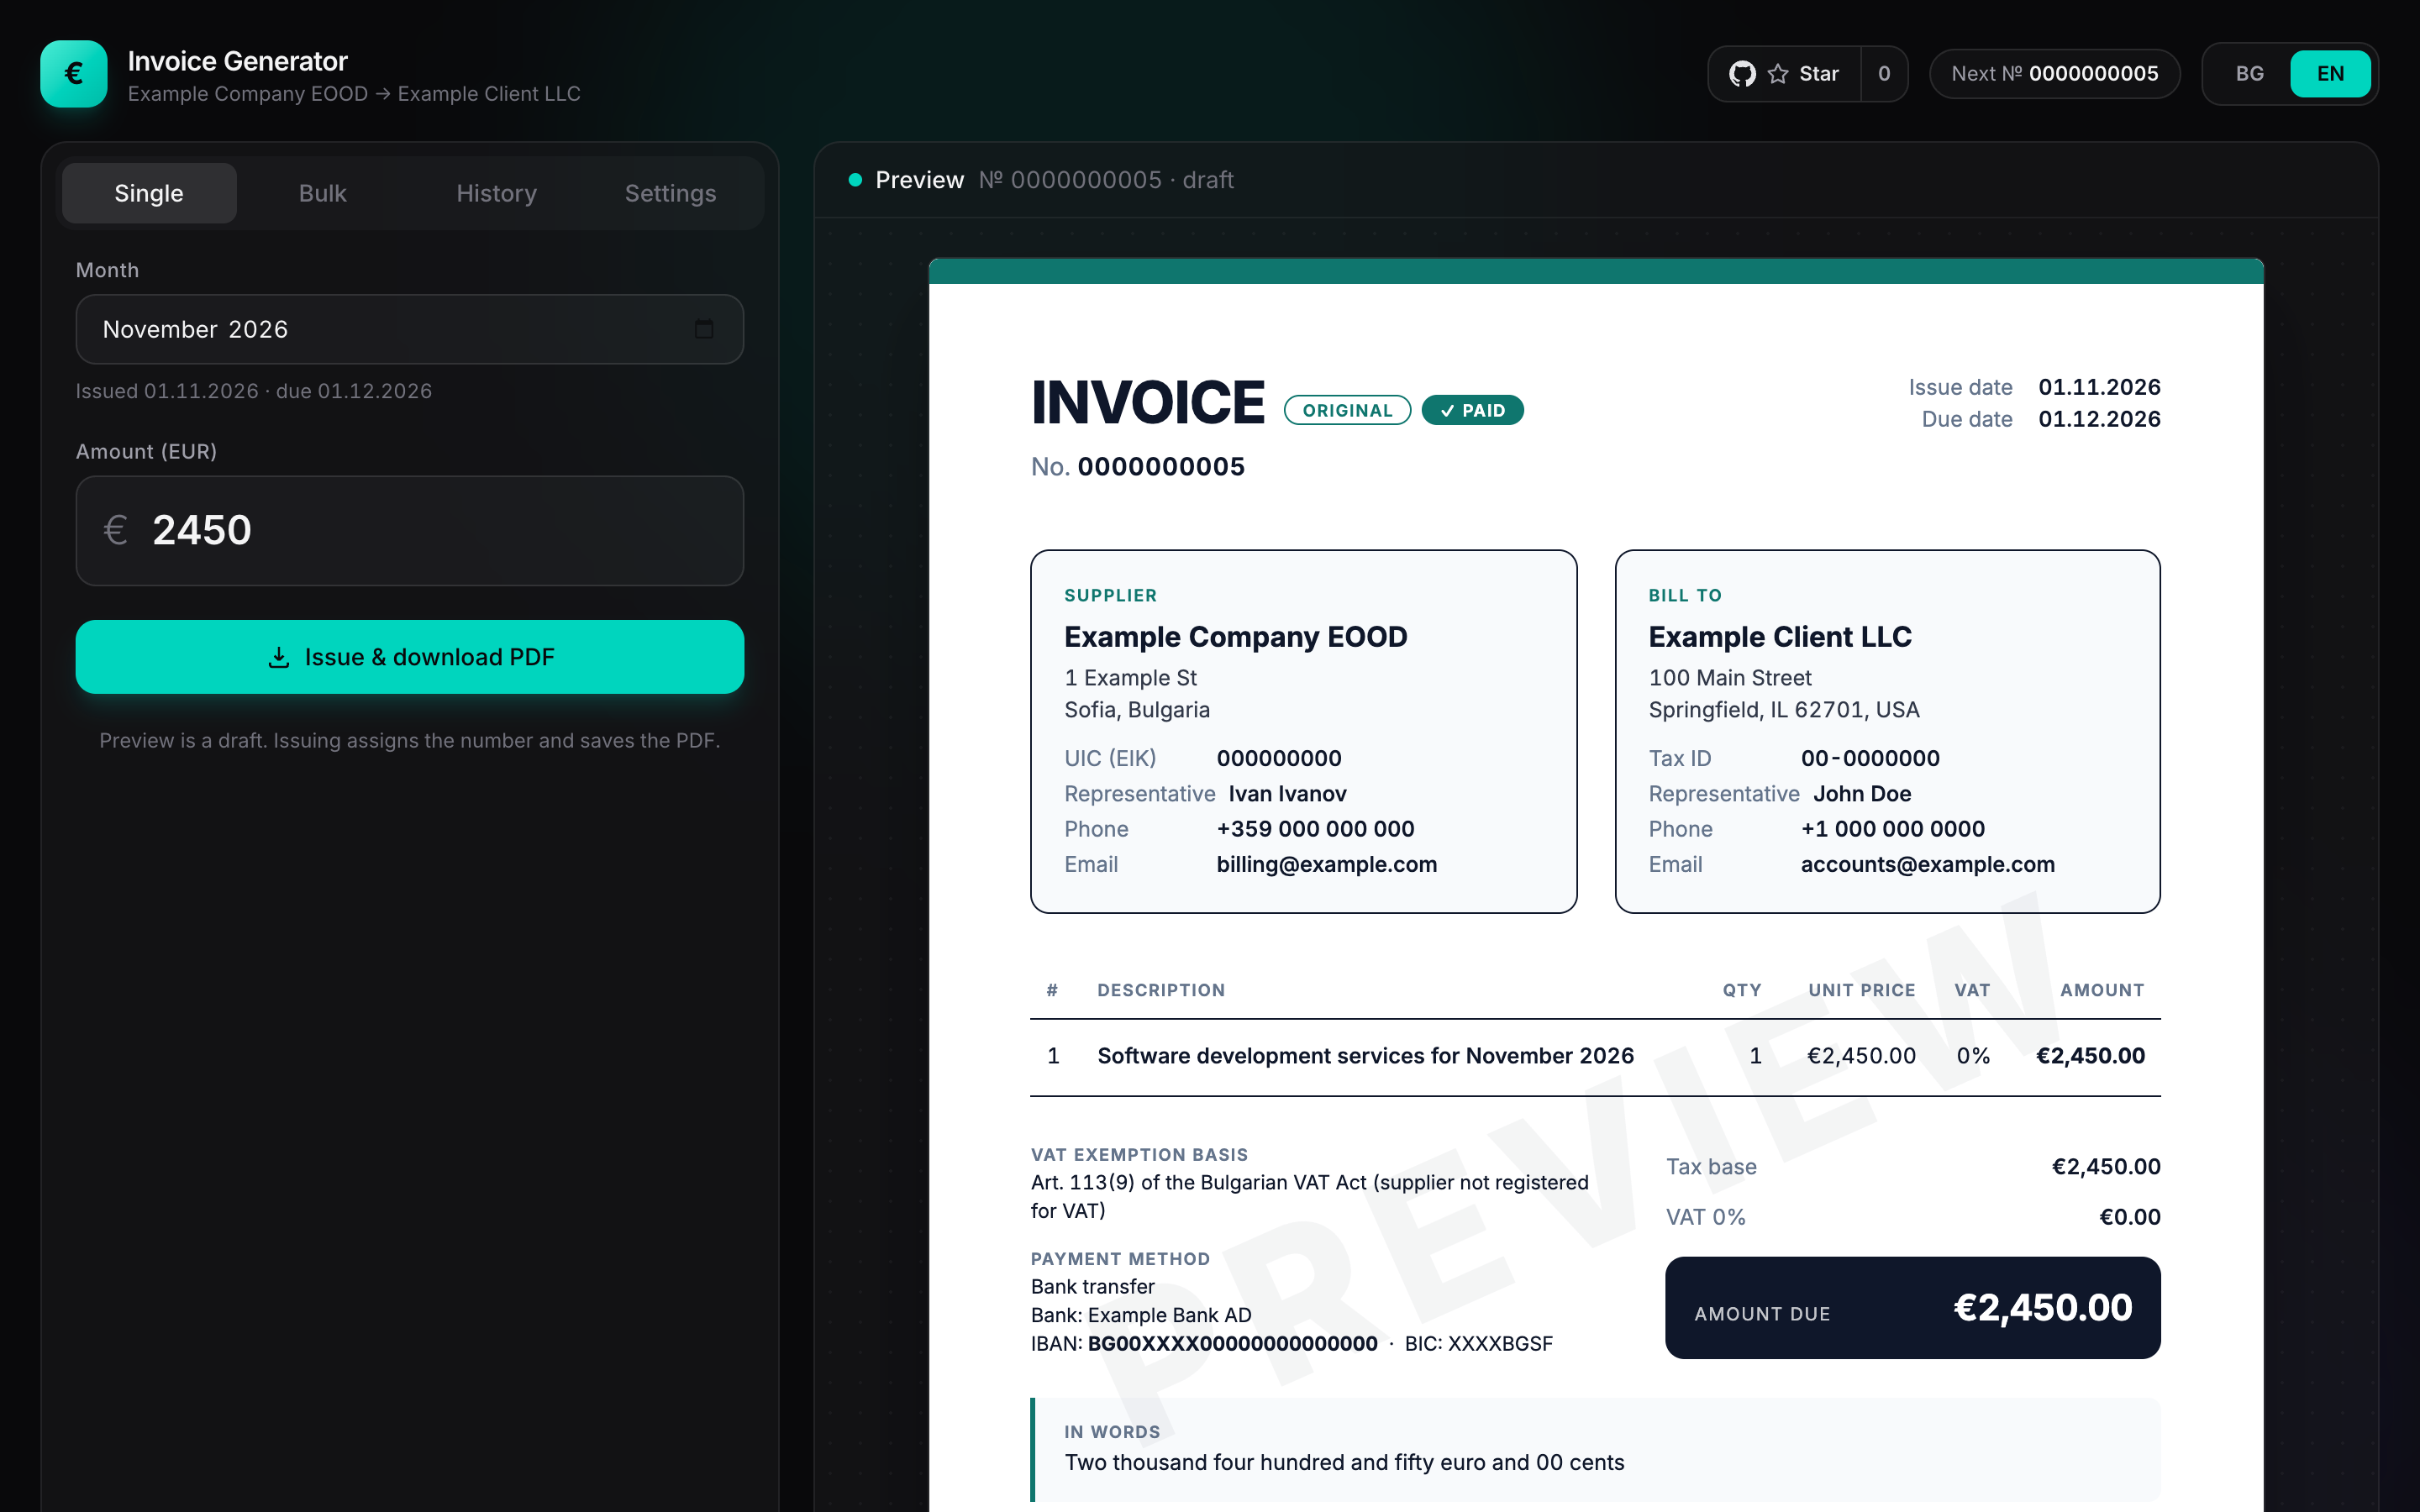 €
Invoice Generator
Example Company EOOD → Example Client LLC
Star 0
Next № 0000000005
BG EN
Single Bulk History Settings
Month
November 2026
Issued 01.11.2026 · due 01.12.2026
Amount (EUR)
€ 2450
Issue & download PDF
Preview is a draft. Issuing assigns the number and saves the PDF.
Preview № 0000000005 · draft
INVOICE ORIGINAL ✓ PAID
No. 0000000005
Issue date 01.11.2026
Due date 01.12.2026
SUPPLIER
Example Company EOOD
1 Example St
Sofia, Bulgaria
UIC (EIK) 000000000
Representative Ivan Ivanov
Phone +359 000 000 000
Email billing@example.com
BILL TO
Example Client LLC
100 Main Street
Springfield, IL 62701, USA
Tax ID 00-0000000
Representative John Doe
Phone +1 000 000 0000
Email accounts@example.com
# DESCRIPTION QTY UNIT PRICE VAT AMOUNT
1 Software development services for November 2026 1 €2,450.00 0% €2,450.00
VAT EXEMPTION BASIS
Art. 113(9) of the Bulgarian VAT Act (supplier not registered
for VAT)
PAYMENT METHOD
Bank transfer
Bank: Example Bank AD
IBAN: BG00XXXX00000000000000 · BIC: XXXXBGSF
Tax base €2,450.00
VAT 0% €0.00
AMOUNT DUE €2,450.00
IN WORDS
Two thousand four hundred and fifty euro and 00 cents
PREVIEW